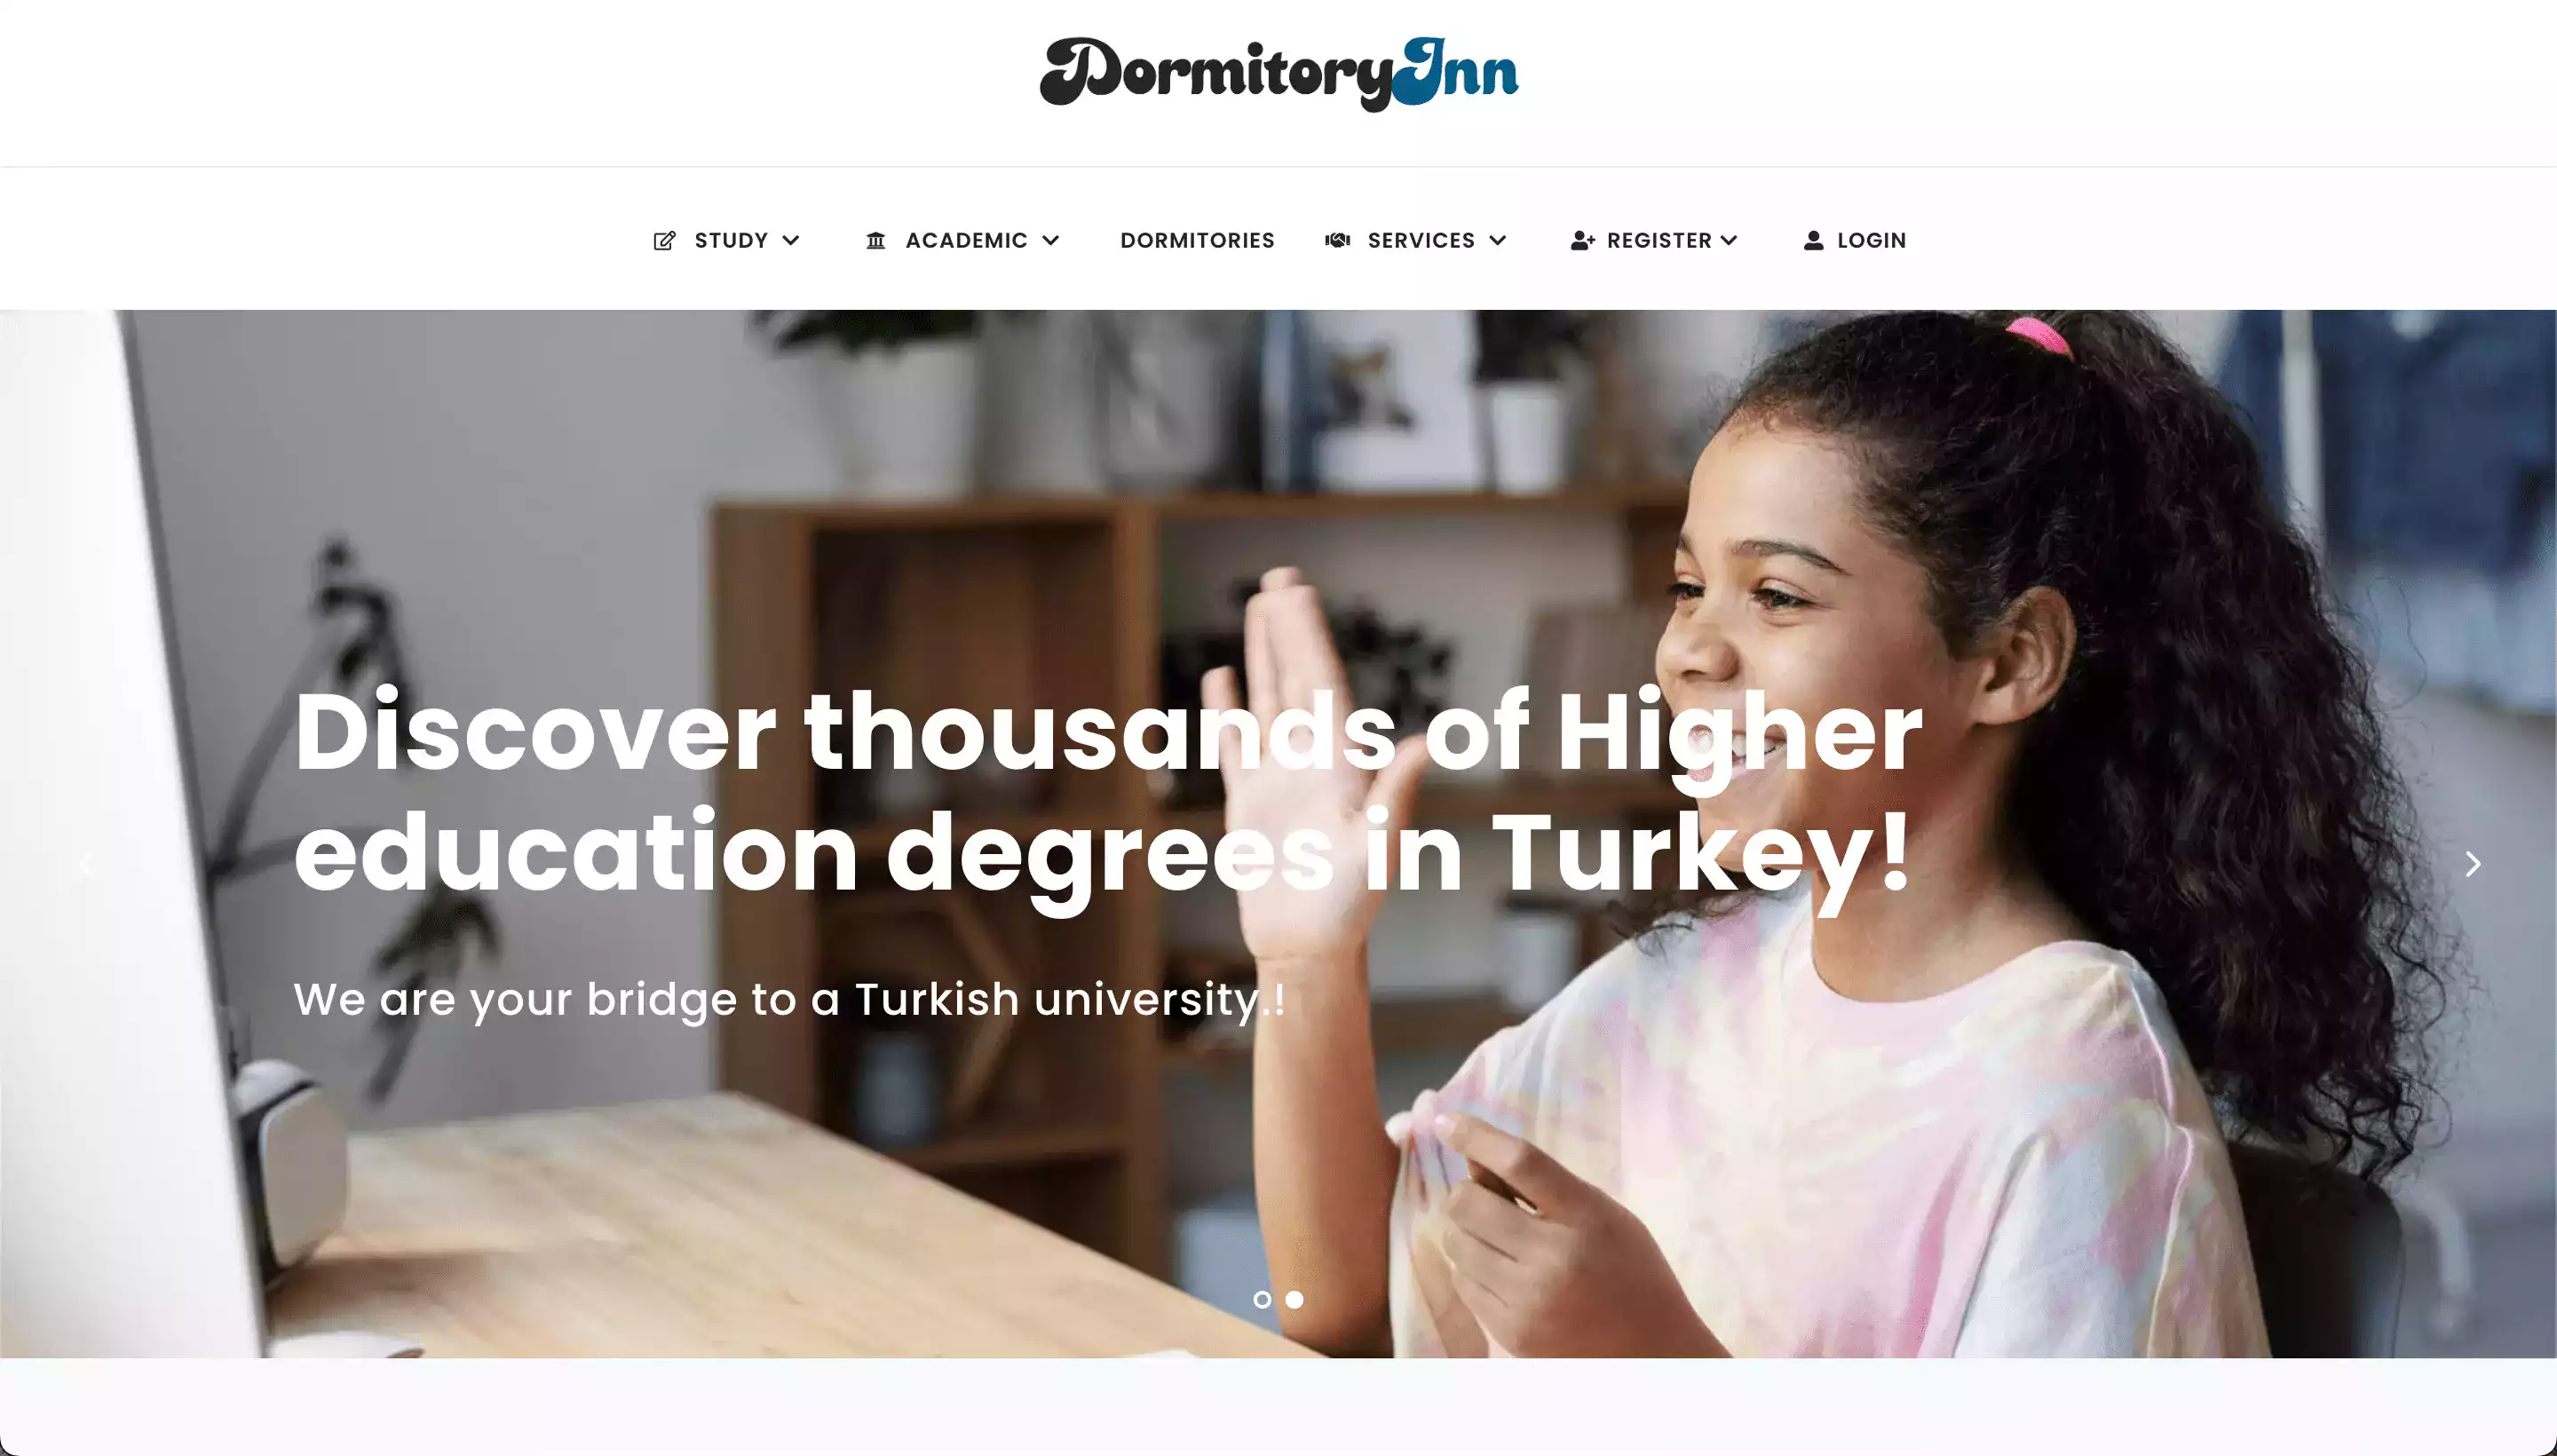 DormitoryInn
STUDY ACADEMIC DORMITORIES SERVICES REGISTER LOGIN
Discover thousands of Higher
education degrees in Turkey!
We are your bridge to a Turkish university.!